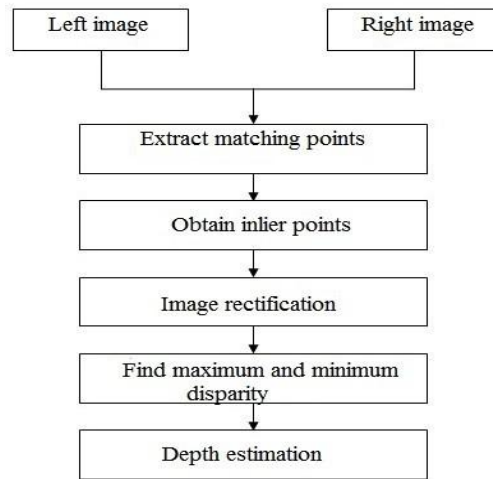 Left image
Right image
Extract matching points
Obtain inlier points
Image rectification
Find maximum and minimum
disparity
Depth estimation